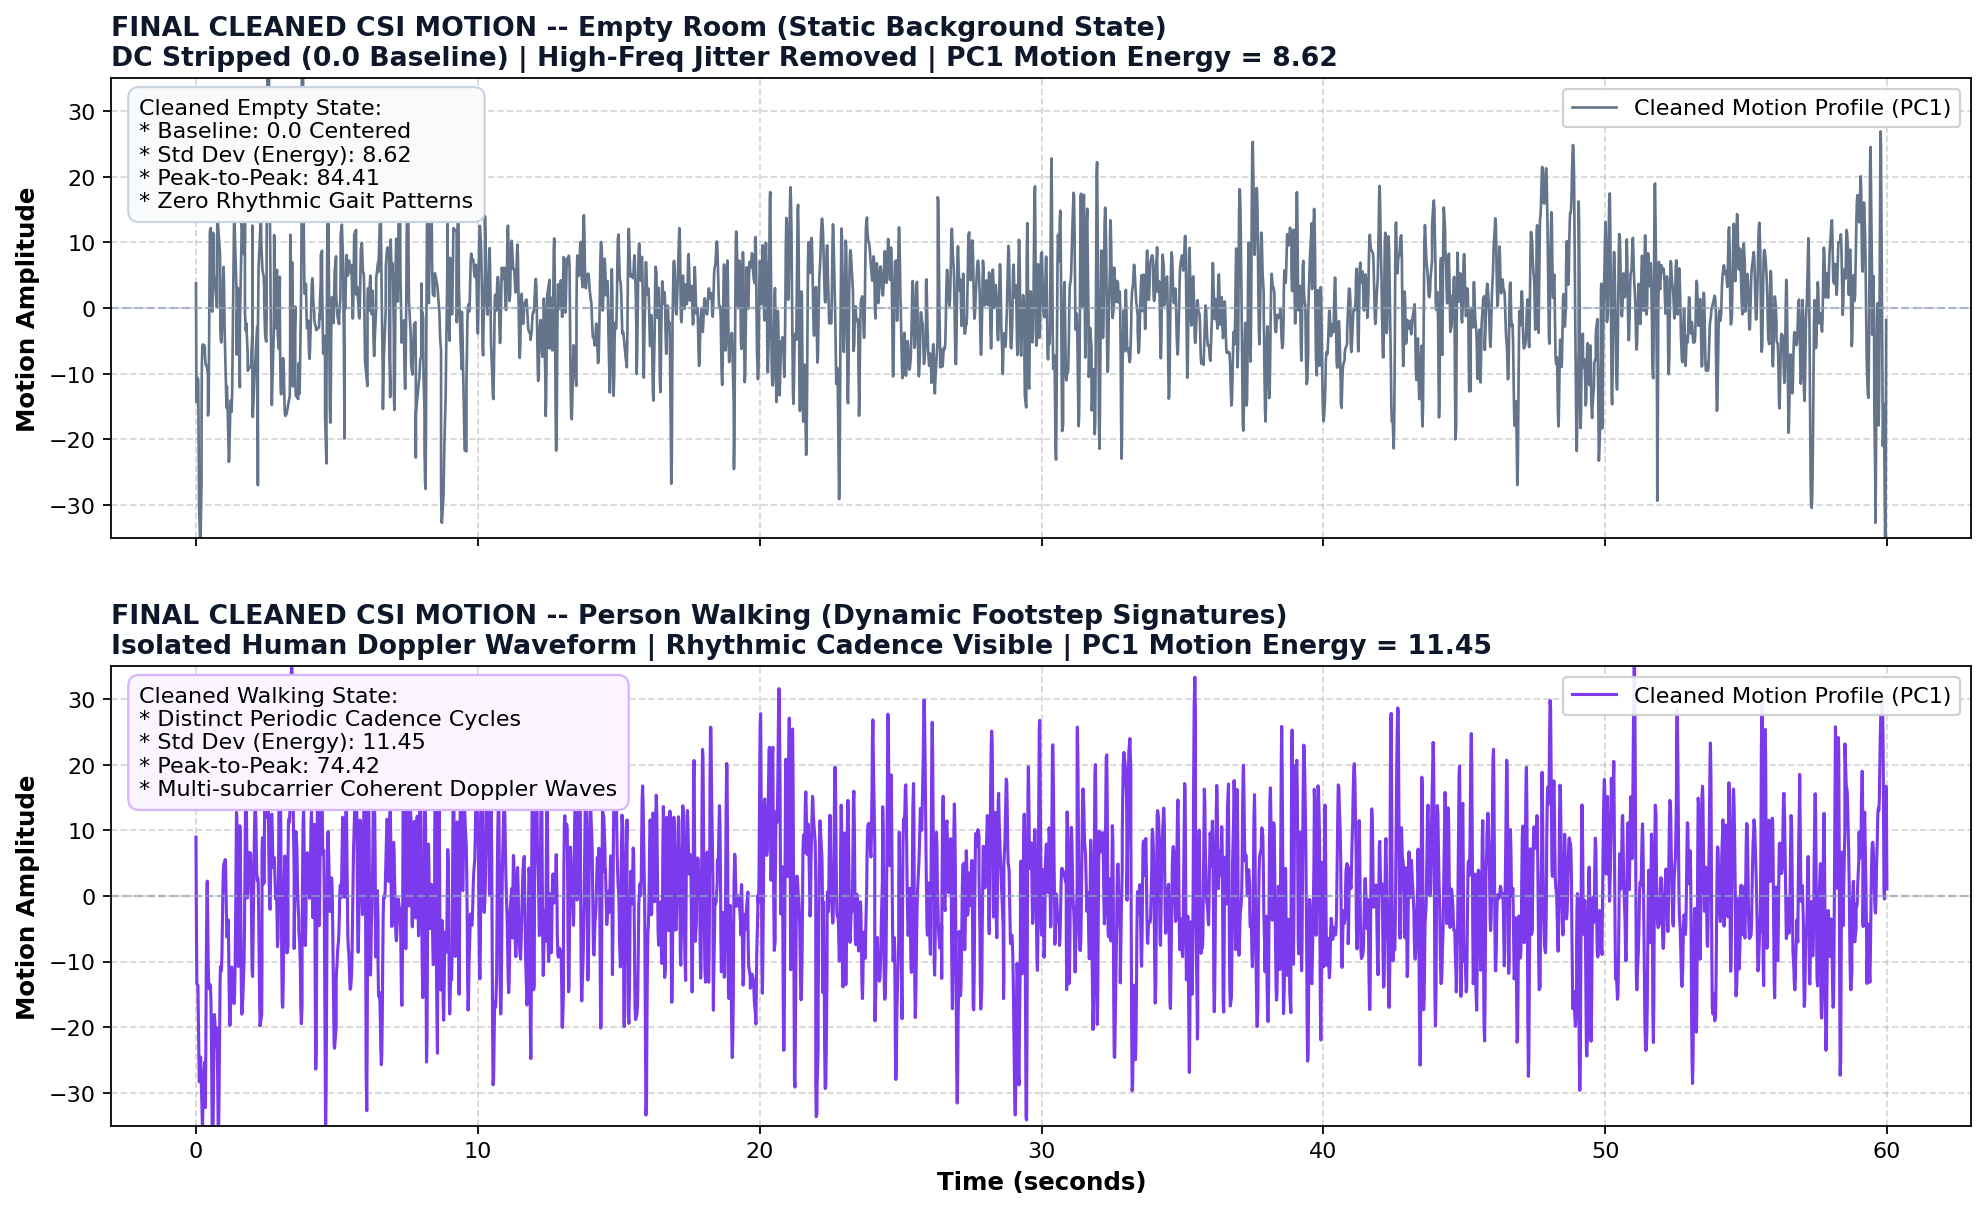 FINAL CLEANED CSI MOTION -- Empty Room (Static Background State)
DC Stripped (0.0 Baseline) | High-Freq Jitter Removed | PC1 Motion Energy = 8.62
Cleaned Empty State:
* Baseline: 0.0 Centered
* Std Dev (Energy): 8.62
* Peak-to-Peak: 84.41
* Zero Rhythmic Gait Patterns
Cleaned Motion Profile (PC1)
Motion Amplitude
30
20
10
0
−10
−20
−30
FINAL CLEANED CSI MOTION -- Person Walking (Dynamic Footstep Signatures)
Isolated Human Doppler Waveform | Rhythmic Cadence Visible | PC1 Motion Energy = 11.45
Cleaned Walking State:
* Distinct Periodic Cadence Cycles
* Std Dev (Energy): 11.45
* Peak-to-Peak: 74.42
* Multi-subcarrier Coherent Doppler Waves
Cleaned Motion Profile (PC1)
Motion Amplitude
30
20
10
0
−10
−20
−30
0 10 20 30 40 50 60
Time (seconds)